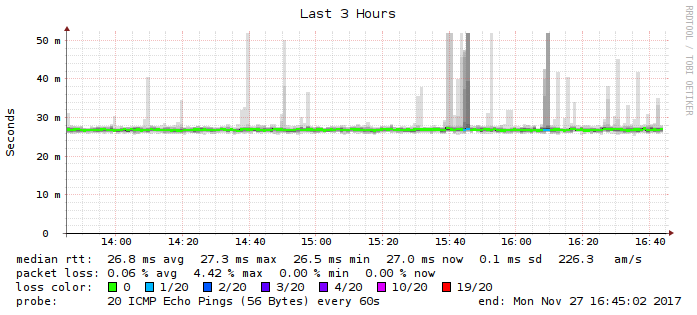 Last 3 Hours
RRDTOOL / TOBI OETIKER
Seconds
50 m
40 m
30 m
20 m
10 m
0
14:00 14:20 14:40 15:00 15:20 15:40 16:00 16:20 16:40
median rtt: 26.8 ms avg 27.3 ms max 26.5 ms min 27.0 ms now 0.1 ms sd 226.3 am/s
packet loss: 0.06 % avg 4.42 % max 0.00 % min 0.00 % now
loss color: 0 1/20 2/20 3/20 4/20 10/20 19/20
probe: 20 ICMP Echo Pings (56 Bytes) every 60s end: Mon Nov 27 16:45:02 2017